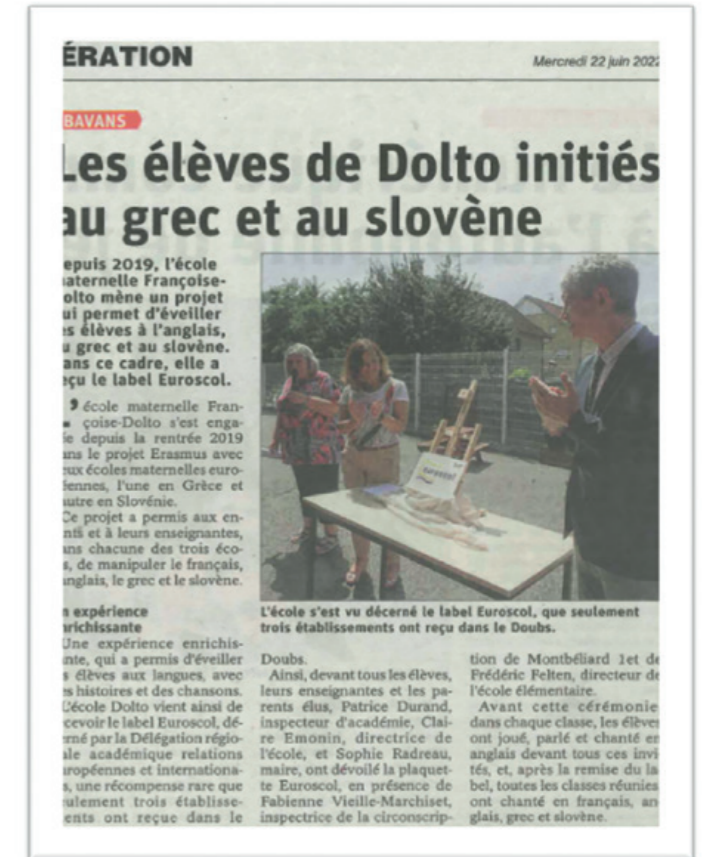 ÉRATION
Mercredi 22 juin 2022
BAVANS
Les élèves de Dolto initiés
au grec et au slovène
epuis 2019, l'école
aternelle Françoise-
olto mène un projet
ui permet d'éveiller
s élèves à l'anglais,
u grec et au slovène.
ans ce cadre, elle a
eçu le label Euroscol.
L'école maternelle Fran-
çoise-Dolto s'est enga-
ée depuis la rentrée 2019
ans le projet Erasmus avec
eux écoles maternelles euro-
éennes, l'une en Grèce et
autre en Slovénie.
Ce projet a permis aux en-
nts et à leurs enseignantes,
ans chacune des trois éco-
s, de manipuler le français,
anglais, le grec et le slovène.
n expérience
nrichissante
Une expérience enrichis-
nte, qui a permis d'éveiller
s élèves aux langues, avec
es histoires et des chansons.
L'école Dolto vient ainsi de
cevoir le label Euroscol, dé-
rné par la Délégation régio-
ale académique relations
uropéennes et internationa-
s, une récompense rare que
ulement trois établisse-
ents ont reçue dans le
euroscol
L'école s'est vu décerné le label Euroscol, que seulement
trois établissements ont reçu dans le Doubs.
Doubs.
Ainsi, devant tous les élèves,
leurs enseignantes et les pa-
rents élus, Patrice Durand,
inspecteur d'académie, Clai-
re Emonin, directrice de
l'école, et Sophie Radreau,
maire, ont dévoilé la plaquet-
te Euroscol, en présence de
Fabienne Vieille-Marchiset,
inspectrice de la circonscrip-
tion de Montbéliard 1et de
Frédéric Felten, directeur de
l'école élémentaire.
Avant cette cérémonie
dans chaque classe, les élèves
ont joué, parlé et chanté en
anglais devant tous ces invi
tés, et, après la remise du la
bel, toutes les classes réunies
ont chanté en français, an
glais, grec et slovène.